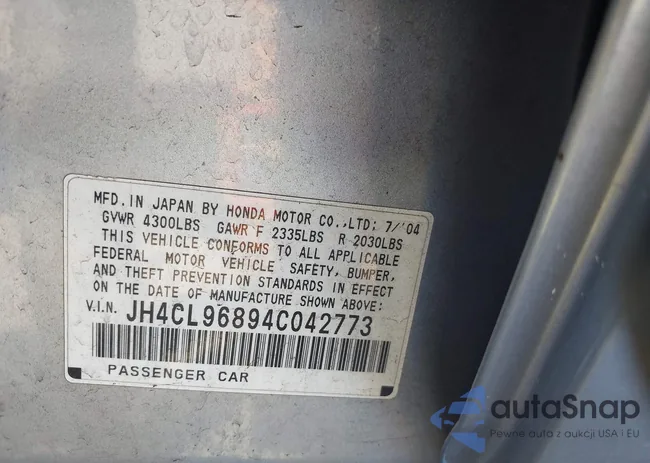 MFD. IN JAPAN BY HONDA MOTOR CO., LTD: 7/'04
GVWR 4300LBS GAWR F 2335LBS R 2030LBS
THIS VEHICLE CONFORMS TO ALL APPLICABLE
FEDERAL MOTOR VEHICLE SAFETY, BUMPER,
AND THEFT PREVENTION STANDARDS IN EFFECT
ON THE DATE OF MANUFACTURE SHOWN ABOVE:
V.I.N. JH4CL96894C042773
PASSENGER CAR
autaSnap
Pewne auta z aukcji USA i EU